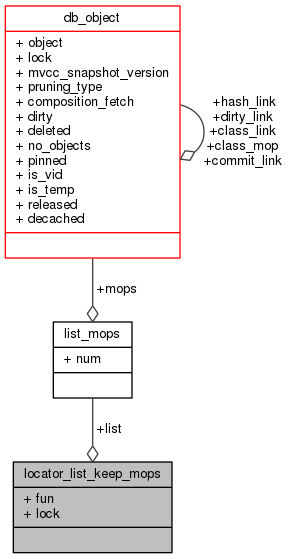 db_object
+ object
+ lock
+ mvcc_snapshot_version
+ pruning_type
+ composition_fetch
+ dirty
+ deleted
+ no_objects
+ pinned
+ is_vid
+ is_temp
+ released
+ decached
+hash_link
+dirty_link
+class_link
+class_mop
+commit_link
+mops
list_mops
+ num
+list
locator_list_keep_mops
+ fun
+ lock